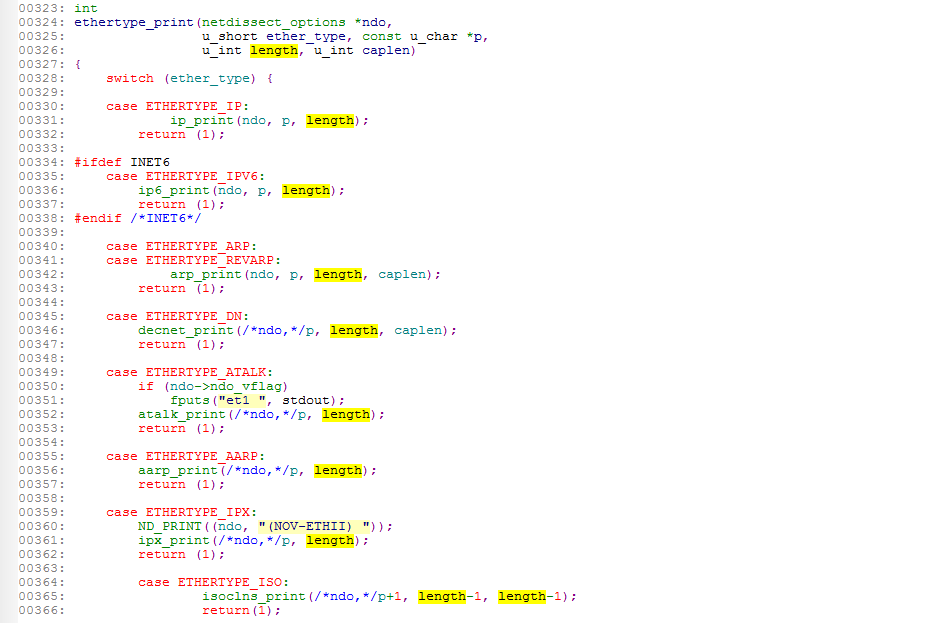 00323: int
00324: ethertype_print(netdissect_options *ndo,
00325:                 u_short ether_type, const u_char *p,
00326:                 u_int length, u_int caplen)
00327: {
00328:     switch (ether_type) {
00329:
00330:     case ETHERTYPE_IP:
00331:             ip_print(ndo, p, length);
00332:         return (1);
00333:
00334: #ifdef INET6
00335:     case ETHERTYPE_IPV6:
00336:         ip6_print(ndo, p, length);
00337:         return (1);
00338: #endif /*INET6*/
00339:
00340:     case ETHERTYPE_ARP:
00341:     case ETHERTYPE_REVARP:
00342:             arp_print(ndo, p, length, caplen);
00343:         return (1);
00344:
00345:     case ETHERTYPE_DN:
00346:         decnet_print(/*ndo,*/p, length, caplen);
00347:         return (1);
00348:
00349:     case ETHERTYPE_ATALK:
00350:         if (ndo->ndo_vflag)
00351:             fputs("et1 ", stdout);
00352:         atalk_print(/*ndo,*/p, length);
00353:         return (1);
00354:
00355:     case ETHERTYPE_AARP:
00356:         aarp_print(/*ndo,*/p, length);
00357:         return (1);
00358:
00359:     case ETHERTYPE_IPX:
00360:         ND_PRINT((ndo, "(NOV-ETHII) "));
00361:         ipx_print(/*ndo,*/p, length);
00362:         return (1);
00363:
00364:         case ETHERTYPE_ISO:
00365:                 isoclns_print(/*ndo,*/p+1, length-1, length-1);
00366:                 return(1);